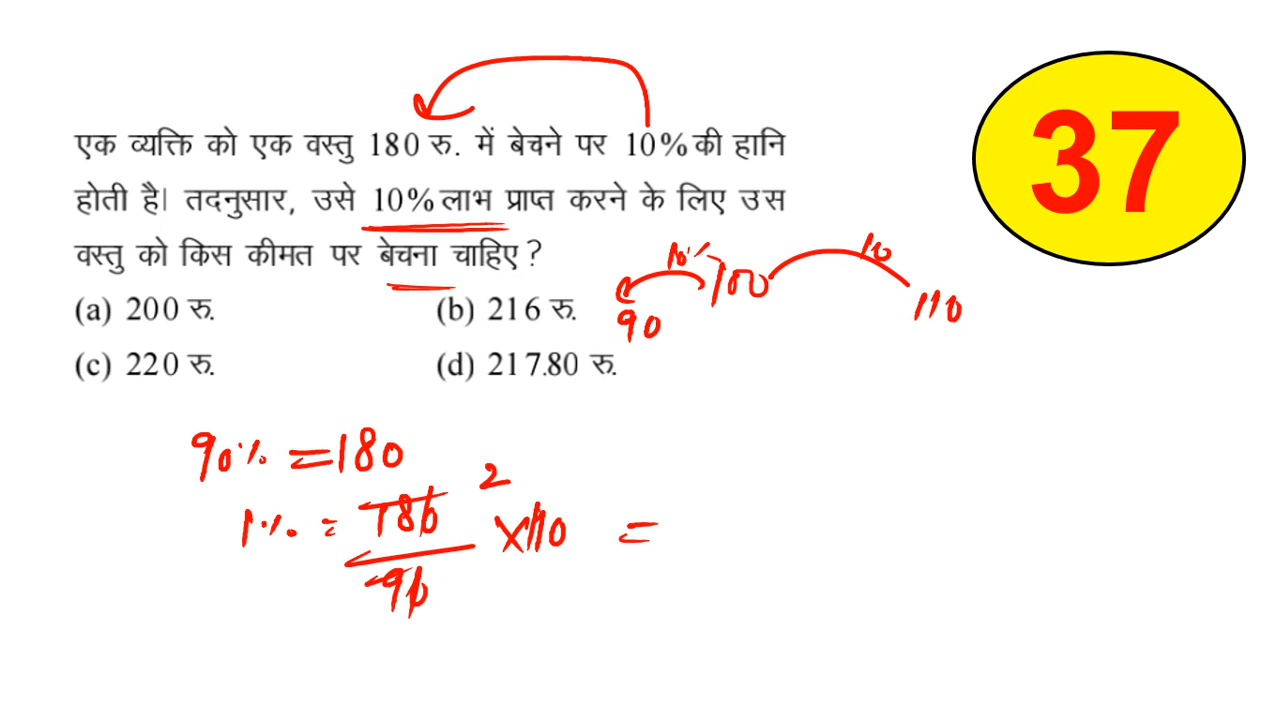 37
एक व्यक्ति को एक वस्तु 180 रु. में बेचने पर 10% की हानि
होती है। तदनुसार, उसे 10% लाभ प्राप्त करने के लिए उस
वस्तु को किस कीमत पर बेचना चाहिए ?
10% 100 10
90 110
(a) 200 रु. (b) 216 रु.
(c) 220 रु. (d) 217.80 रु.
90% = 180
2
1% = 180 × 110 =
90